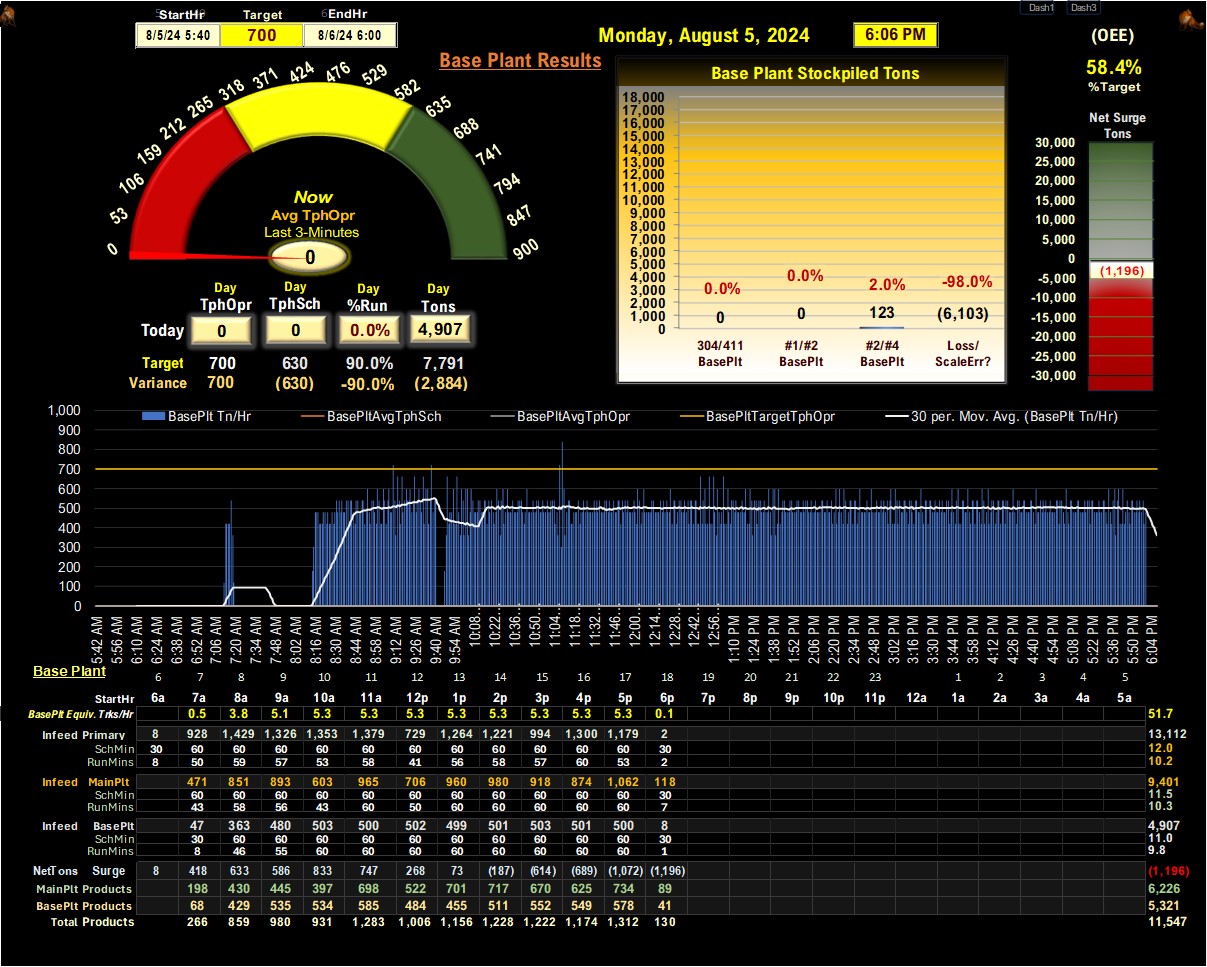 Dash1 Dash3
StartHr Target EndHr
8/5/24 5:40 700 8/6/24 6:00
Monday, August 5, 2024 6:06 PM
Base Plant Results
(OEE)
58.4%
%Target
Net Surge
Tons
30,000
25,000
20,000
15,000
10,000
5,000
0
-5,000
-10,000
-15,000
-20,000
-25,000
-30,000
(1,196)
0 53 106 159 212 265 318 371 424 476 529 582 635 688 741 794 847 900
Now
Avg TphOpr
Last 3-Minutes
0
Day Day Day Day
TphOpr TphSch %Run Tons
Today 0 0 0.0% 4,907
Target 700 630 90.0% 7,791
Variance 700 (630) -90.0% (2,884)
Base Plant Stockpiled Tons
18,000
17,000
16,000
15,000
14,000
13,000
12,000
11,000
10,000
9,000
8,000
7,000
6,000
5,000
4,000
3,000
2,000
1,000
0
0.0% 0.0% 2.0% -98.0%
0 0 123 (6,103)
304/411 #1/#2 #2/#4 Loss/
BasePlt BasePlt BasePlt ScaleErr?
BasePlt Tn/Hr BasePltAvgTphSch BasePltAvgTphOpr BasePltTargetTphOpr 30 per. Mov. Avg. (BasePlt Tn/Hr)
1,000
900
800
700
600
500
400
300
200
100
0
5:42 AM 5:56 AM 6:10 AM 6:24 AM 6:38 AM 6:52 AM 7:06 AM 7:20 AM 7:34 AM 7:48 AM 8:02 AM 8:16 AM 8:30 AM 8:44 AM 8:58 AM 9:12 AM 9:26 AM 9:40 AM 9:54 AM 10:08... 10:22... 10:36... 10:50... 11:04... 11:18... 11:32... 11:46... 12:00... 12:14... 12:28... 12:42... 12:56... 1:10 PM 1:24 PM 1:38 PM 1:52 PM 2:06 PM 2:20 PM 2:34 PM 2:48 PM 3:02 PM 3:16 PM 3:30 PM 3:44 PM 3:58 PM 4:12 PM 4:26 PM 4:40 PM 4:54 PM 5:08 PM 5:22 PM 5:36 PM 5:50 PM 6:04 PM
Base Plant
6 7 8 9 10 11 12 13 14 15 16 17 18 19 20 21 22 23 1 2 3 4 5
StartHr 6a 7a 8a 9a 10a 11a 12p 1p 2p 3p 4p 5p 6p 7p 8p 9p 10p 11p 12a 1a 2a 3a 4a 5a
BasePlt Equiv. Trks/Hr 0.5 3.8 5.1 5.3 5.3 5.3 5.3 5.3 5.3 5.3 5.3 0.1 51.7
Infeed Primary 8 928 1,429 1,326 1,353 1,379 729 1,264 1,221 994 1,300 1,179 2 13,112
SchMin 30 60 60 60 60 60 60 60 60 60 60 60 30 12.0
RunMins 8 50 59 57 53 58 41 56 58 57 60 53 2 10.2
Infeed MainPlt 471 851 893 603 965 706 960 980 918 874 1,062 118 9,401
SchMin 60 60 60 60 60 60 60 60 60 60 60 30 11.5
RunMins 43 58 56 43 60 50 60 60 60 60 60 7 10.3
Infeed BasePlt 47 363 480 503 500 502 499 501 503 501 500 8 4,907
SchMin 30 60 60 60 60 60 60 60 60 60 60 30 11.0
RunMins 8 46 55 60 60 60 60 60 60 60 60 1 9.8
NetTons Surge 8 418 633 586 833 747 268 73 (187) (614) (689) (1,072) (1,196) (1,196)
MainPlt Products 198 430 445 397 698 522 701 717 670 625 734 89 6,226
BasePlt Products 68 429 535 534 585 484 455 511 552 549 578 41 5,321
Total Products 266 859 980 931 1,283 1,006 1,156 1,228 1,222 1,174 1,312 130 11,547